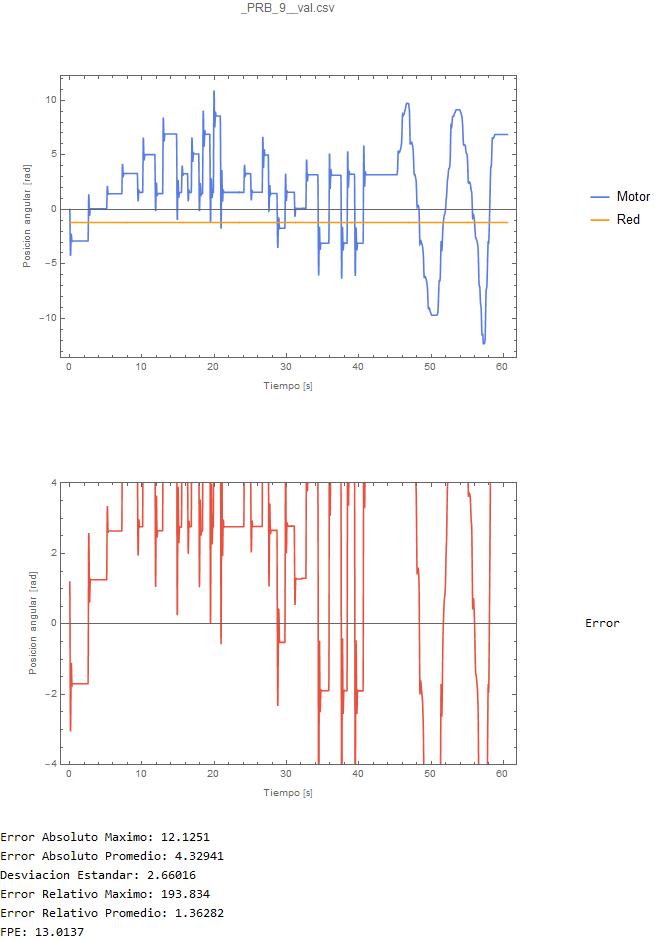 _PRB_9__val.csv
10
5
0
-5
-10
Posicion angular [rad]
0 10 20 30 40 50 60
Tiempo [s]
Motor
Red
4
2
0
-2
-4
Posicion angular [rad]
0 10 20 30 40 50 60
Tiempo [s]
Error
Error Absoluto Maximo: 12.1251
Error Absoluto Promedio: 4.32941
Desviacion Estandar: 2.66016
Error Relativo Maximo: 193.834
Error Relativo Promedio: 1.36282
FPE: 13.0137